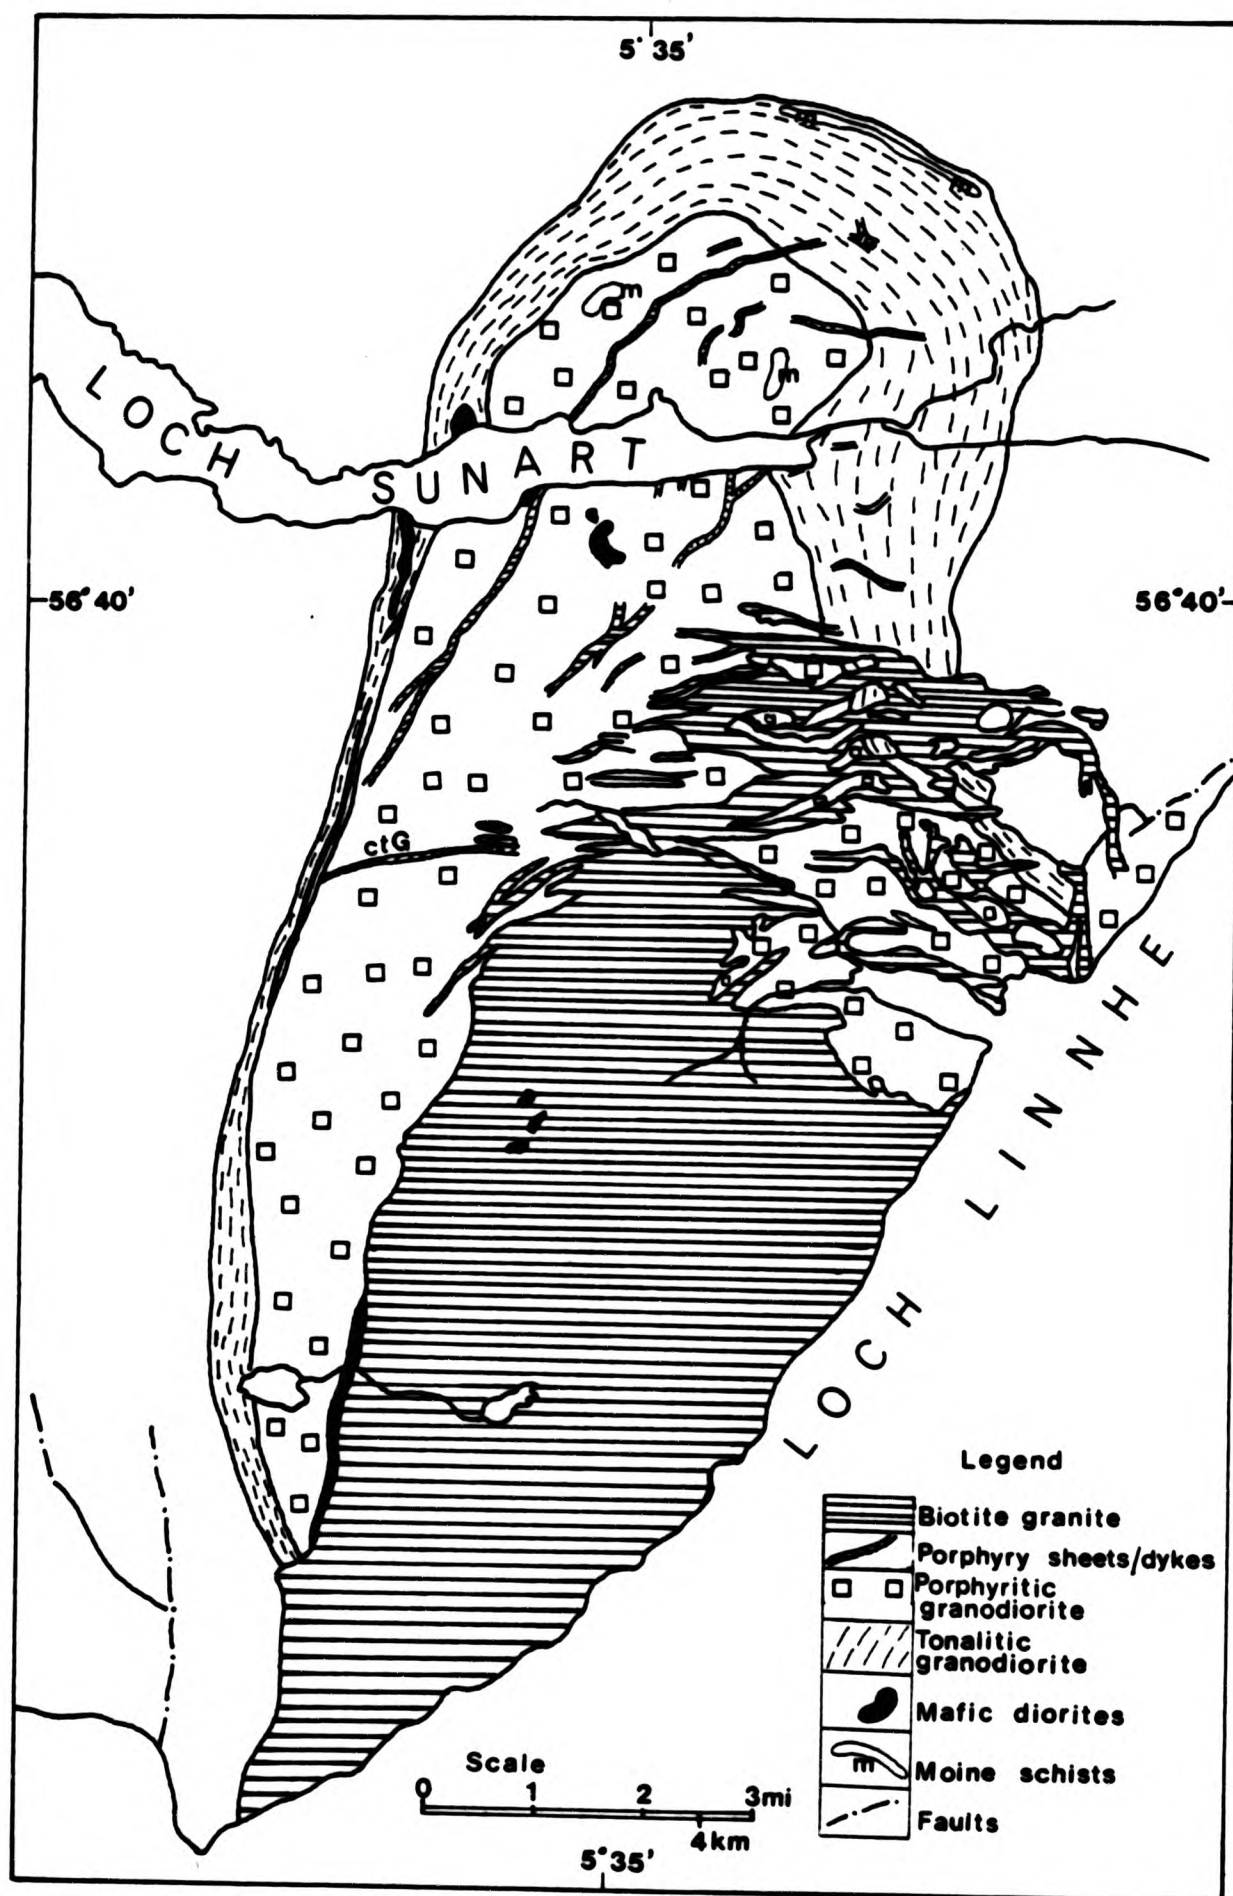 5° 35'
m
m
m
m
LOCH SUNART
56° 40'
56° 40'
ctG
LOCH LINNHE
Legend
Biotite granite
Porphyry sheets/dykes
Porphyritic
granodiorite
Tonalitic
granodiorite
Mafic diorites
m
Moine schists
Faults
Scale
0 1 2 3mi
4km
5° 35'